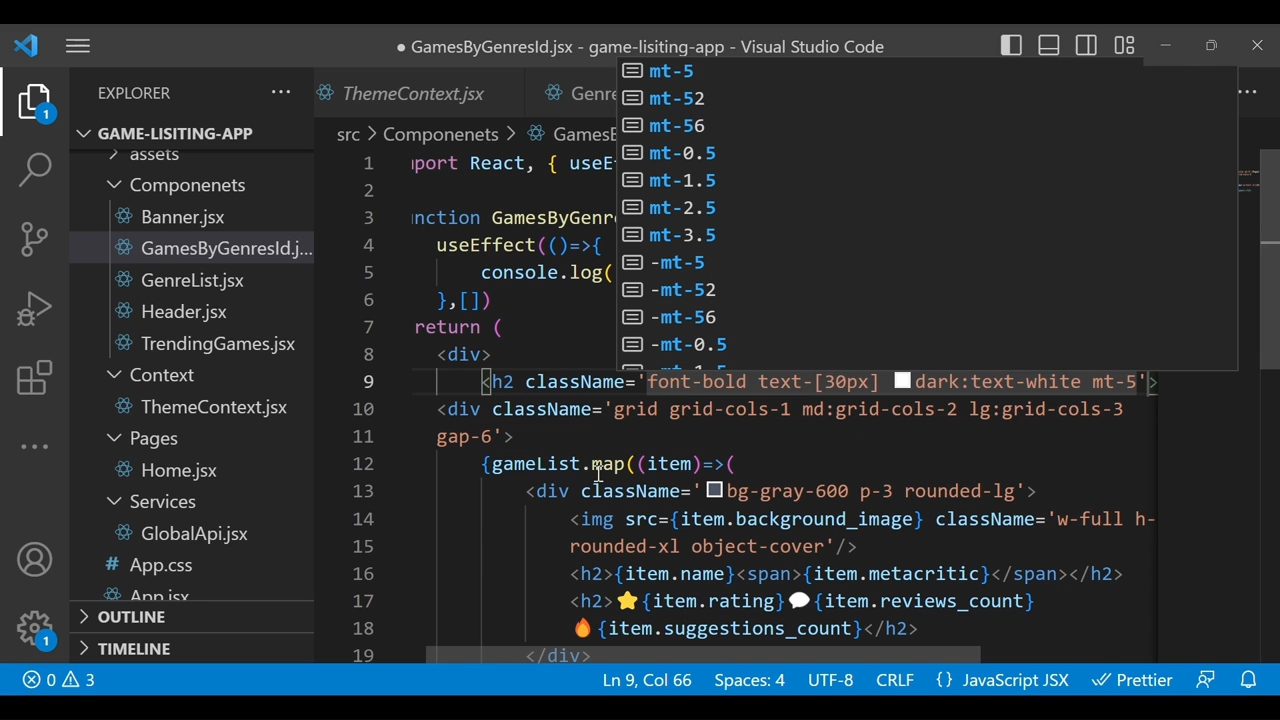 ● GamesByGenresId.jsx - game-lisiting-app - Visual Studio Code
EXPLORER
GAME-LISITING-APP
assets
Componenets
Banner.jsx
GamesByGenresId.j...
GenreList.jsx
Header.jsx
TrendingGames.jsx
Context
ThemeContext.jsx
Pages
Home.jsx
Services
GlobalApi.jsx
# App.css
App.jsx
OUTLINE
TIMELINE
1
1
ThemeContext.jsx
Genre
src > Componenets > GamesB
mt-5
mt-52
mt-56
mt-0.5
mt-1.5
mt-2.5
mt-3.5
-mt-5
-mt-52
-mt-56
-mt-0.5
-mt-1.5
1 port React, { useE
2
3 nction GamesByGenr
4 useEffect(()=>{
5 console.log(
6 },[])
7 return (
8 <div>
9 <h2 className='font-bold text-[30px] dark:text-white mt-5'>
10 <div className='grid grid-cols-1 md:grid-cols-2 lg:grid-cols-3
11 gap-6'>
12 {gameList.map((item)=>(
13 <div className='bg-gray-600 p-3 rounded-lg'>
14 <img src={item.background_image} className='w-full h-
15 rounded-xl object-cover'/>
16 <h2>{item.name}<span>{item.metacritic}</span></h2>
17 <h2>⭐{item.rating}💬{item.reviews_count}
18 🔥{item.suggestions_count}</h2>
19 </div>
0 3 Ln 9, Col 66 Spaces: 4 UTF-8 CRLF {} JavaScript JSX Prettier